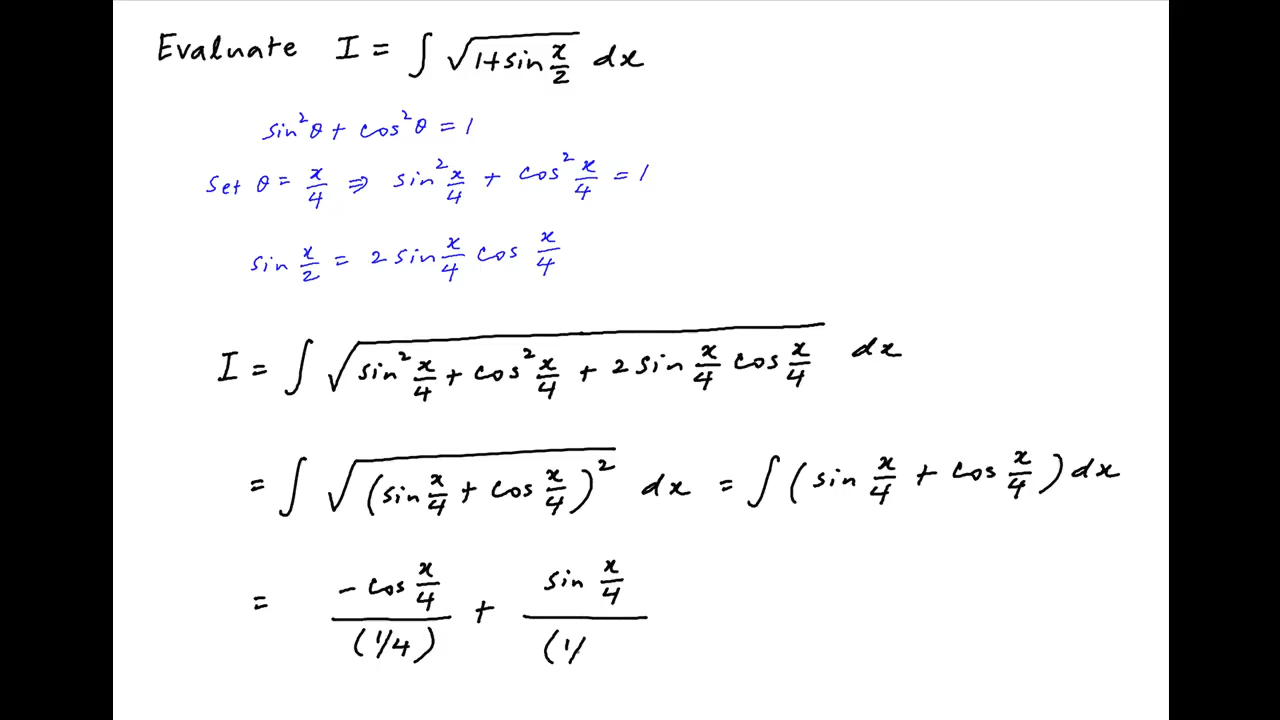 Evaluate I = ∫ √(1+sin x/2) dx
sin²θ + cos²θ = 1
Set θ = x/4 ⇒ sin² x/4 + cos² x/4 = 1
sin x/2 = 2 sin x/4 cos x/4
I = ∫ √(sin² x/4 + cos² x/4 + 2 sin x/4 cos x/4) dx
= ∫ √((sin x/4 + cos x/4)²) dx = ∫ (sin x/4 + cos x/4) dx
= -cos x/4 / (1/4) + sin x/4 / (1/